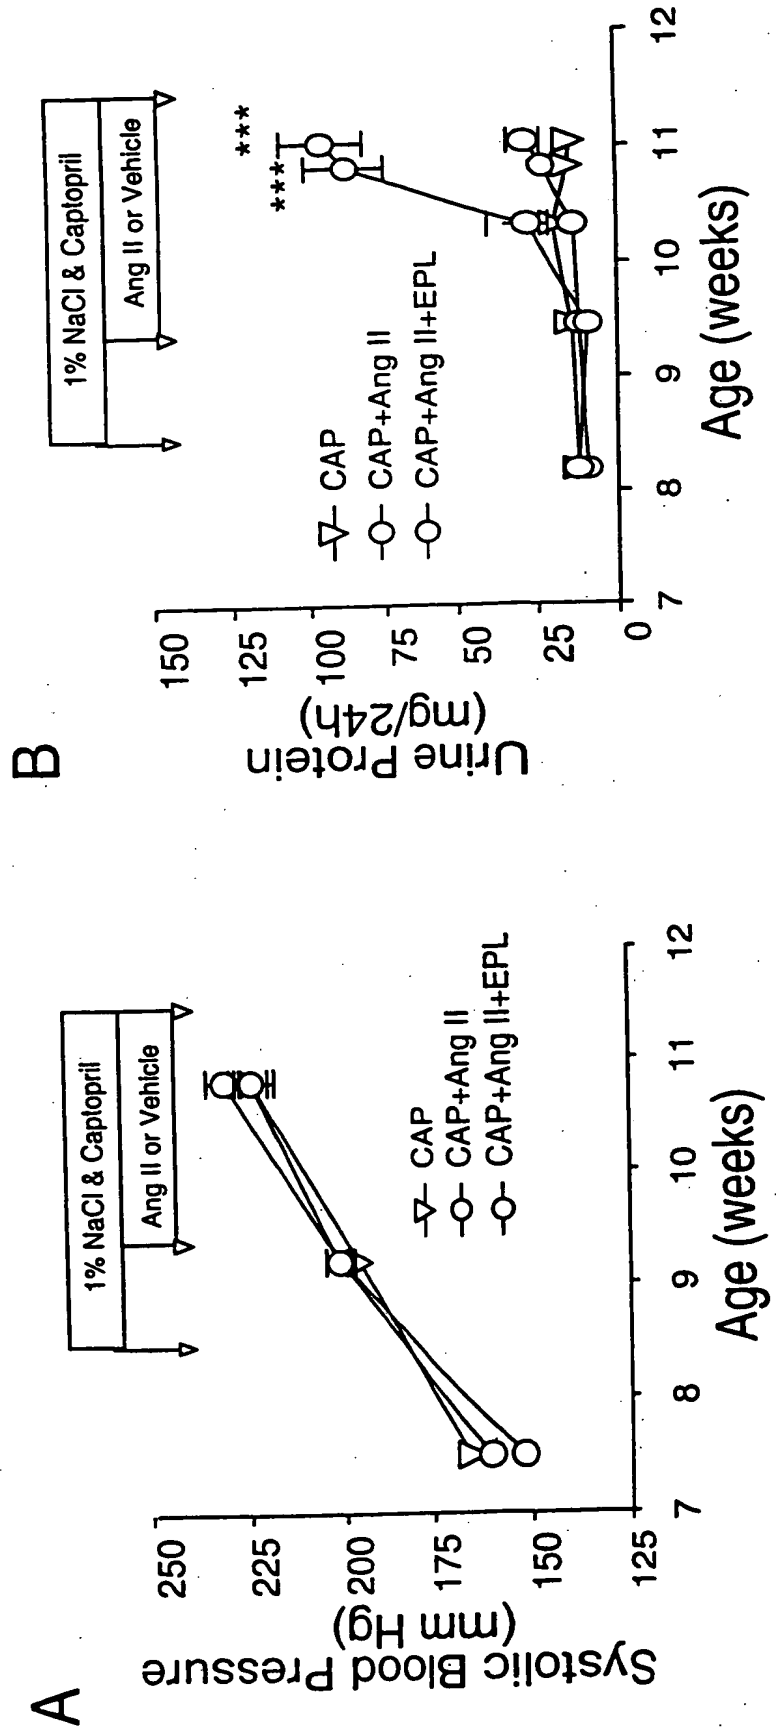 A
1% NaCl & Captopril
Ang II or Vehicle
Systolic Blood Pressure
(mm Hg)
250
225
200
175
150
125
CAP
CAP+Ang II
CAP+Ang II+EPL
7 8 9 10 11 12
Age (weeks)
B
1% NaCl & Captopril
Ang II or Vehicle
Urine Protein
(mg/24h)
150
125
100
75
50
25
0
***
***
CAP
CAP+Ang II
CAP+Ang II+EPL
7 8 9 10 11 12
Age (weeks)